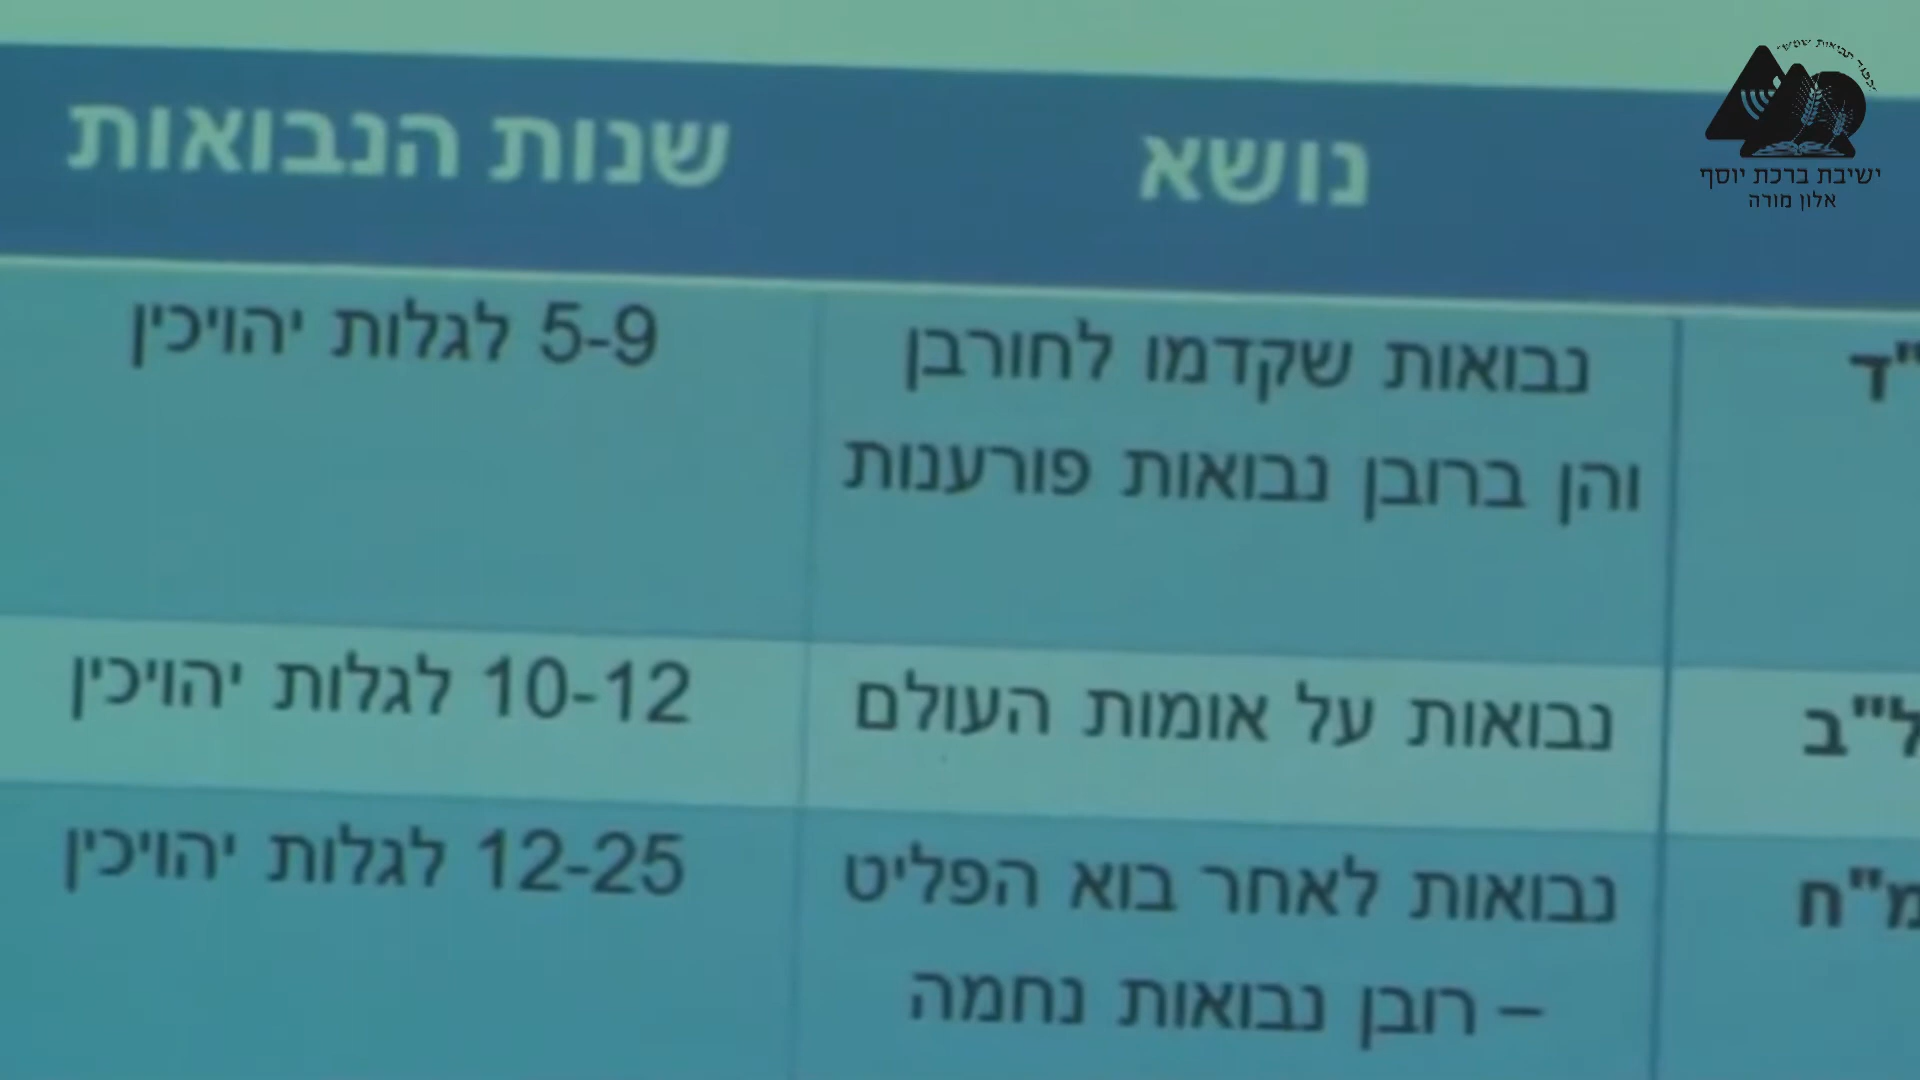 נושא
שנות הנבואות
"ד
נבואות שקדמו לחורבן
והן ברובן נבואות פורענות
5-9 לגלות יהויכין
ל"ב
נבואות על אומות העולם
10-12 לגלות יהויכין
מ"ח
נבואות לאחר בוא הפליט
– רובן נבואות נחמה
12-25 לגלות יהויכין
תבואות שמש
ישיבת ברכת יוסף
אלון מורה